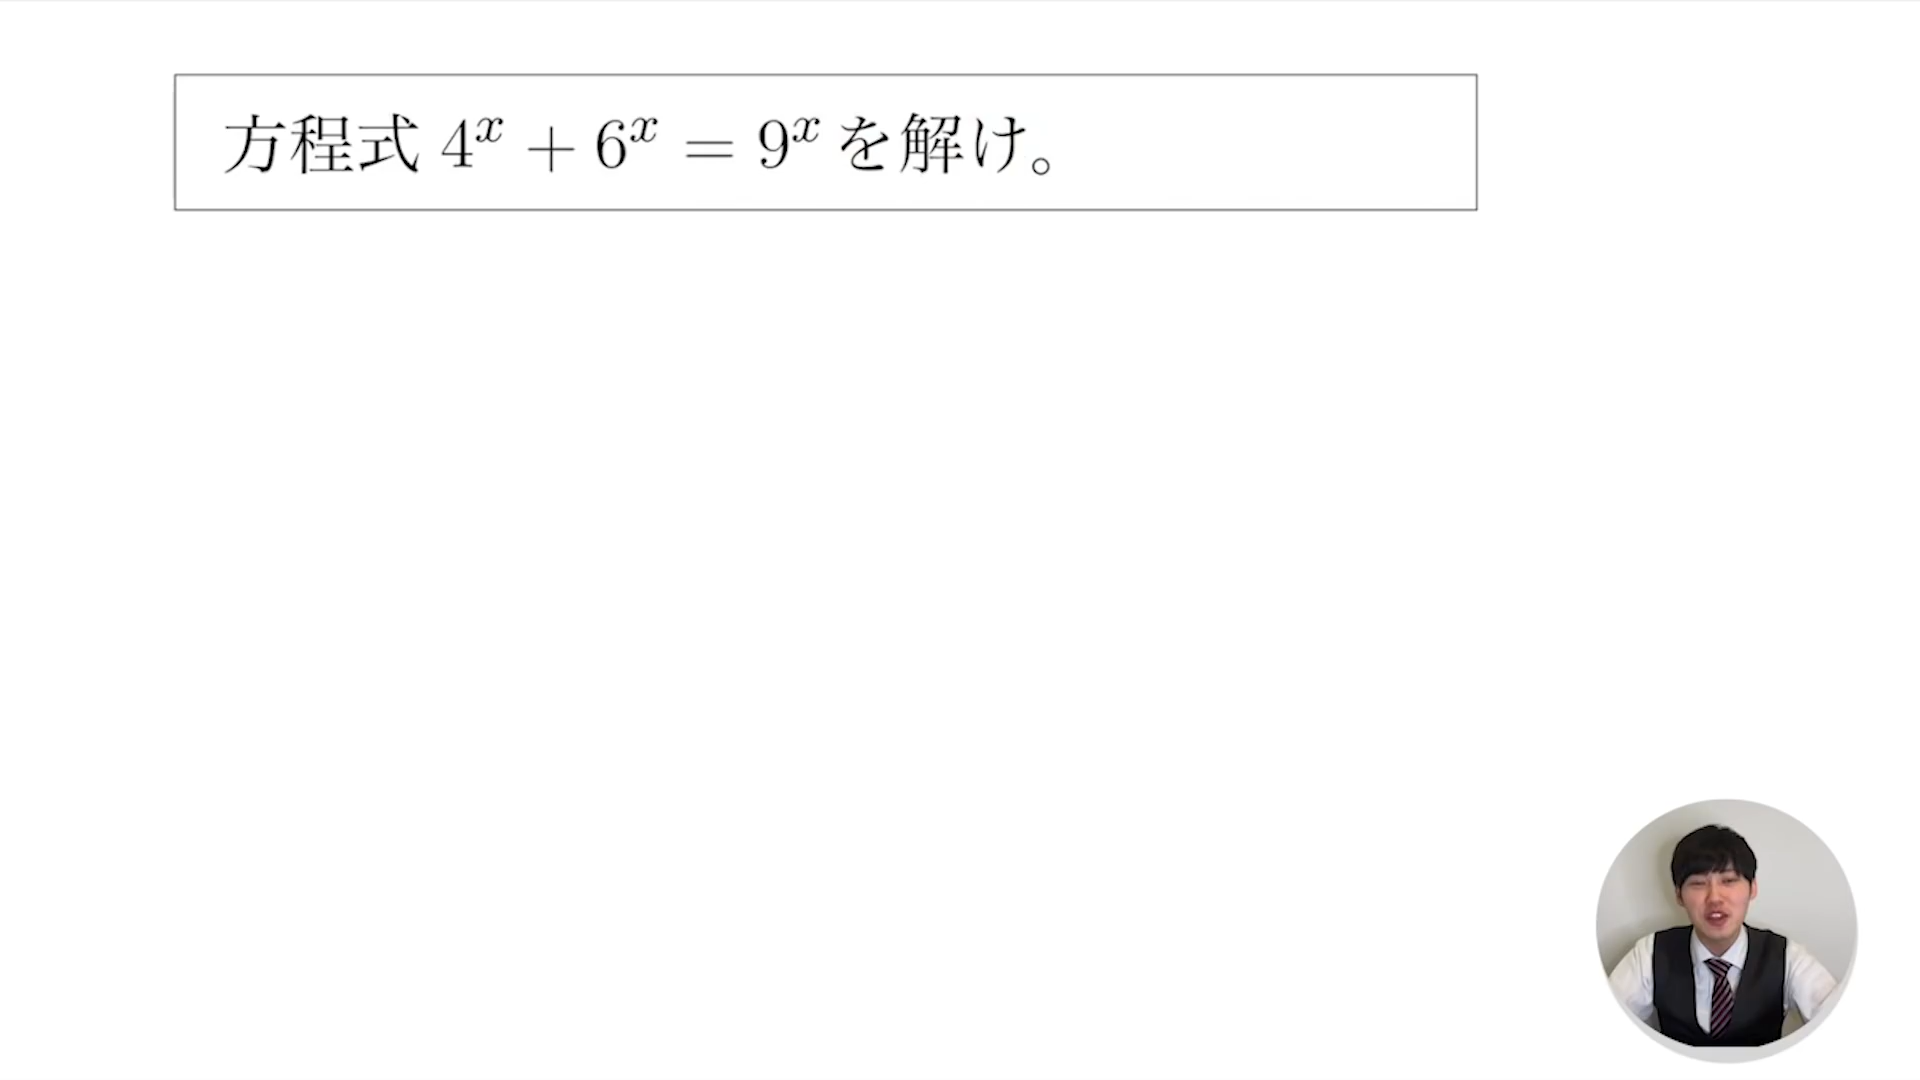 方程式 4^x + 6^x = 9^x を解け。